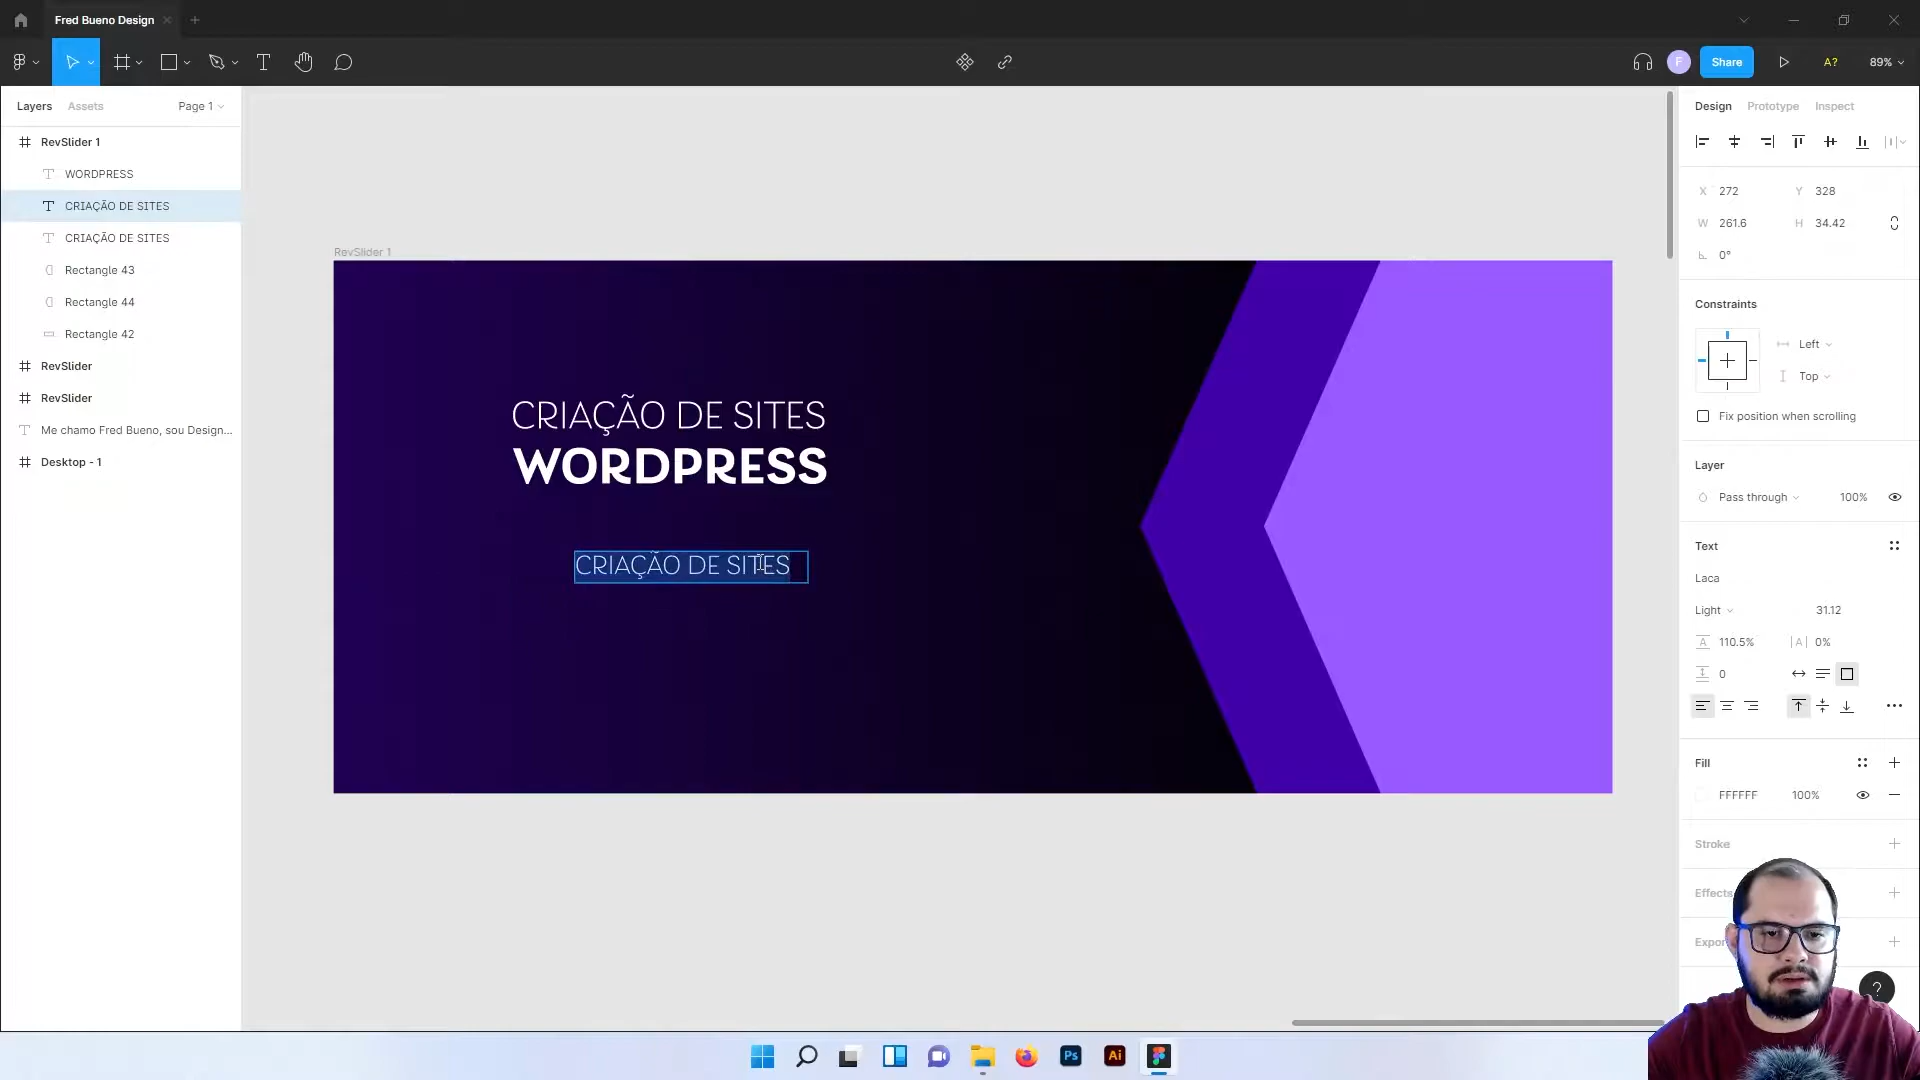 Fred Bueno Design
Share
A?
89%
Layers
Assets
Page 1
Design
Prototype
Inspect
RevSlider 1
WORDPRESS
CRIAÇÃO DE SITES
CRIAÇÃO DE SITES
Rectangle 43
Rectangle 44
Rectangle 42
RevSlider
RevSlider
Me chamo Fred Bueno, sou Design...
Desktop - 1
RevSlider 1
CRIAÇÃO DE SITES
WORDPRESS
CRIAÇÃO DE SITES
X 272 Y 328
W 261.6 H 34.42
0°
Constraints
Left
Top
Fix position when scrolling
Layer
Pass through 100%
Text
Laca
Light 31.12
110.5% 0%
0
Fill
FFFFFF 100%
Stroke
Effects
Expor
?
F
Ps
Ai